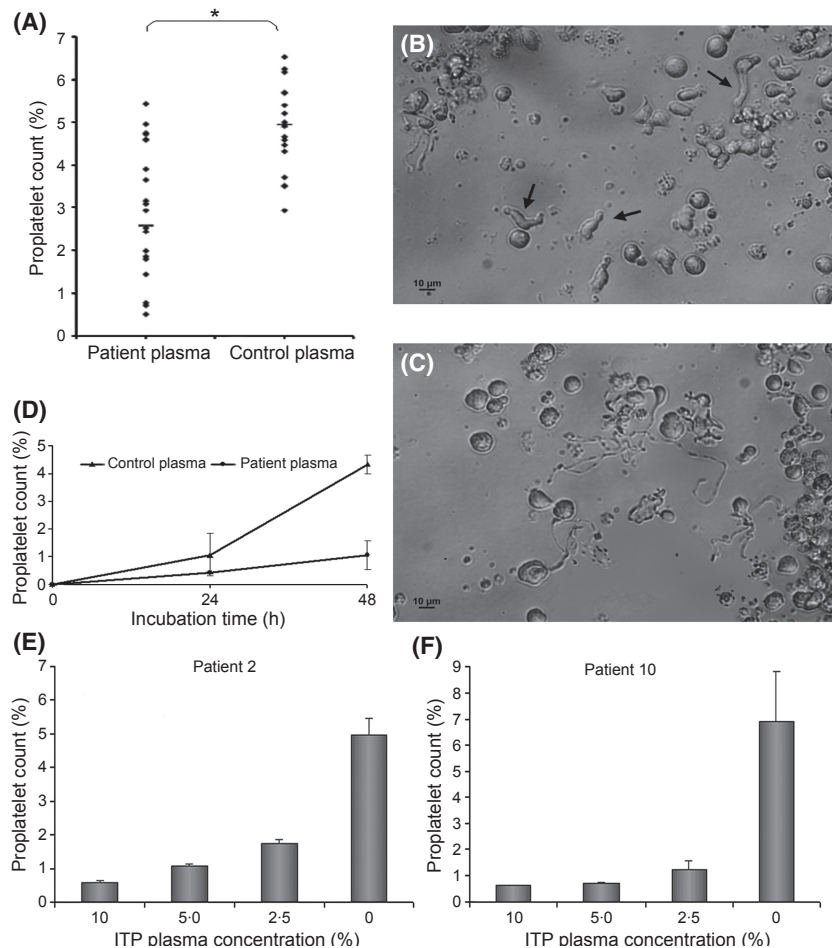 (A)
*
Proplatelet count (%)
7
6
5
4
3
2
1
0
Patient plasma
Control plasma
(B)
10 µm
(C)
10 µm
(D)
Proplatelet count (%)
5
4
3
2
1
0
Control plasma
Patient plasma
0
24
48
Incubation time (h)
(E)
Patient 2
Proplatelet count (%)
7
6
5
4
3
2
1
0
10
5·0
2·5
0
ITP plasma concentration (%)
(F)
Patient 10
Proplatelet count (%)
9
8
7
6
5
4
3
2
1
0
10
5·0
2·5
0
ITP plasma concentration (%)